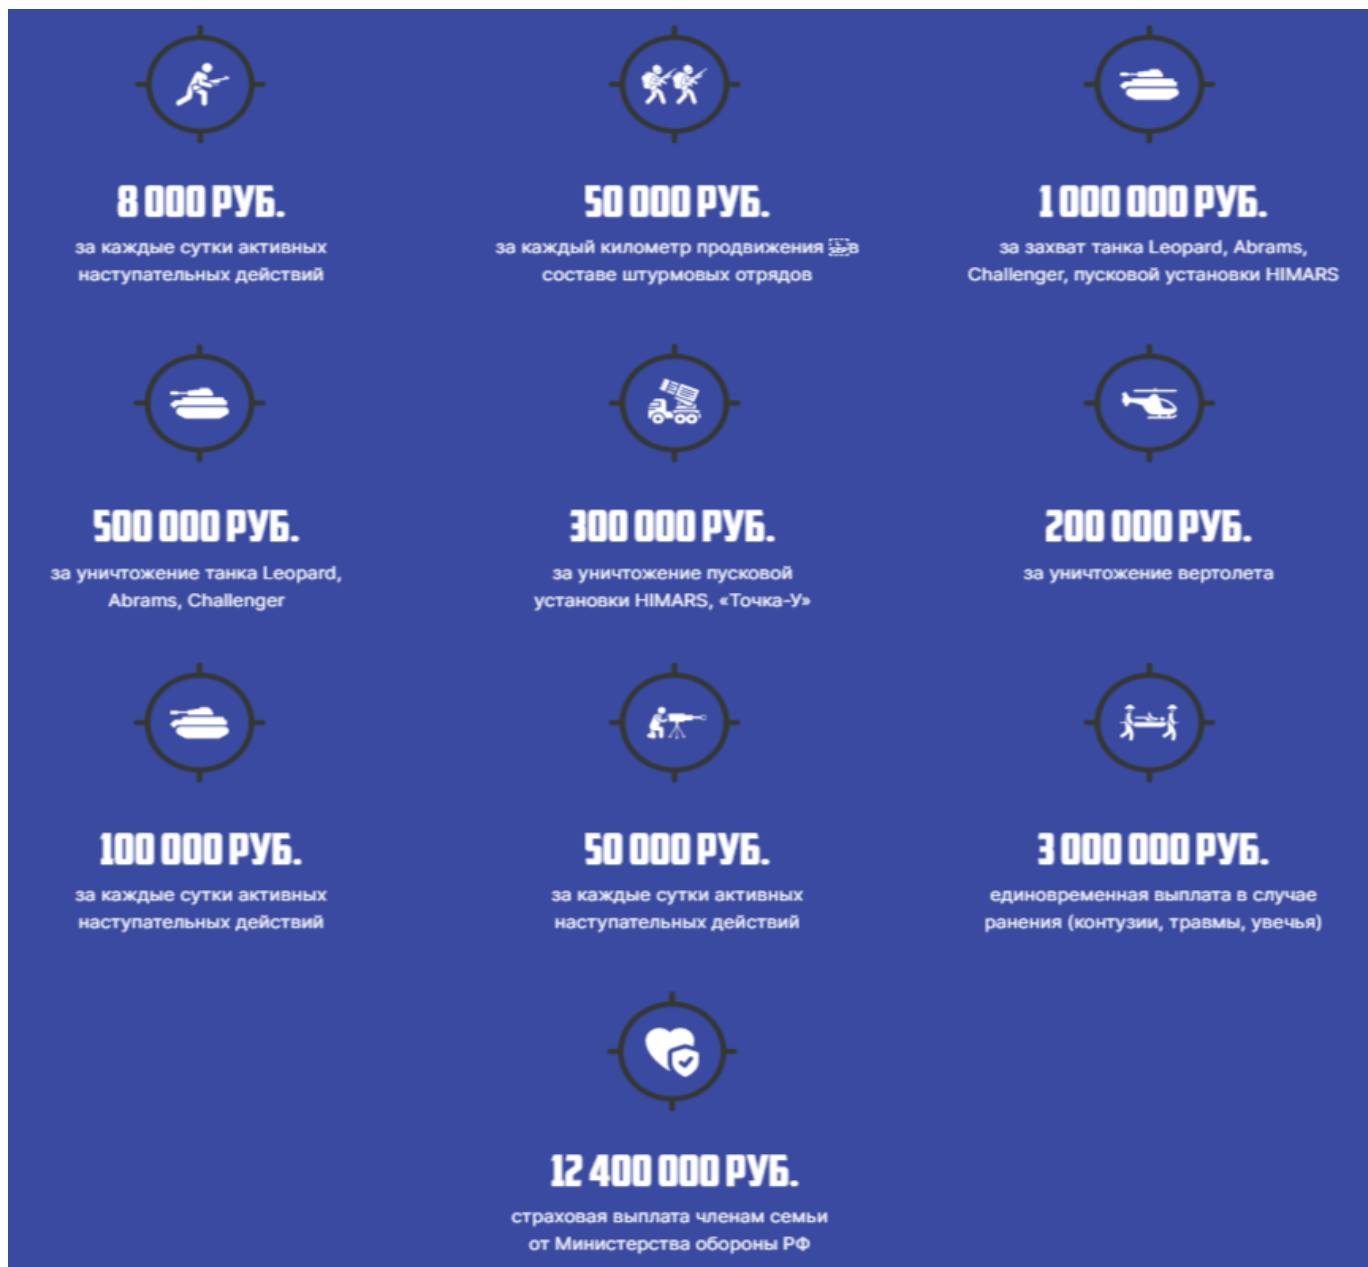 8 000 РУБ.
за каждые сутки активных
наступательных действий
50 000 РУБ.
за каждый километр продвижения в
составе штурмовых отрядов
1 000 000 РУБ.
за захват танка Leopard, Abrams,
Challenger, пусковой установки HIMARS
500 000 РУБ.
за уничтожение танка Leopard,
Abrams, Challenger
300 000 РУБ.
за уничтожение пусковой
установки HIMARS, «Точка-У»
200 000 РУБ.
за уничтожение вертолета
100 000 РУБ.
за каждые сутки активных
наступательных действий
50 000 РУБ.
за каждые сутки активных
наступательных действий
3 000 000 РУБ.
единовременная выплата в случае
ранения (контузии, травмы, увечья)
12 400 000 РУБ.
страховая выплата членам семьи
от Министерства обороны РФ